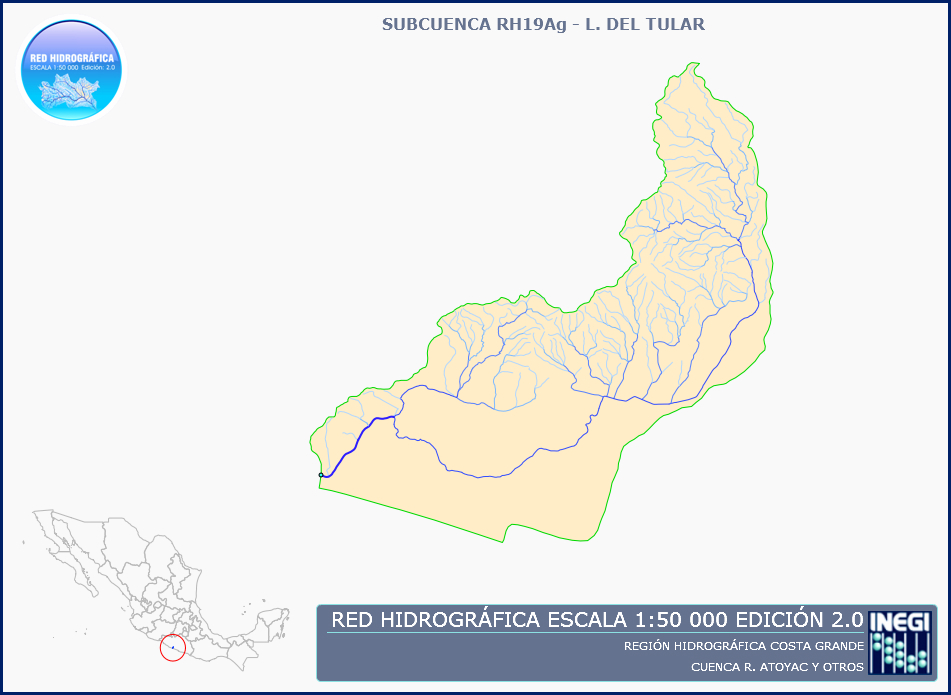 SUBCUENCA RH19Ag - L. DEL TULAR
RED HIDROGRÁFICA
ESCALA 1:50 000 Edición: 2.0
RED HIDROGRÁFICA ESCALA 1:50 000 EDICIÓN 2.0
REGIÓN HIDROGRÁFICA COSTA GRANDE
CUENCA R. ATOYAC Y OTROS
INEGI